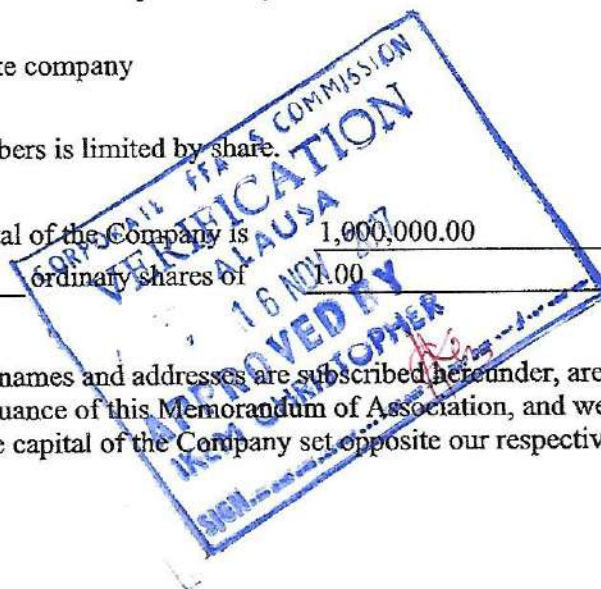 te company
bers is limited by share.
al of the Company is 1,000,000.00
ordinary shares of 1.00
names and addresses are subscribed hereunder, are
uance of this Memorandum of Association, and we
e capital of the Company set opposite our respectiv
CORPORATE FFA S COMMISSION
VERIFICATION
ALAUSA
16 NOV 2017
APPROVED BY
IKEM CHRISTOPHER
SIGN